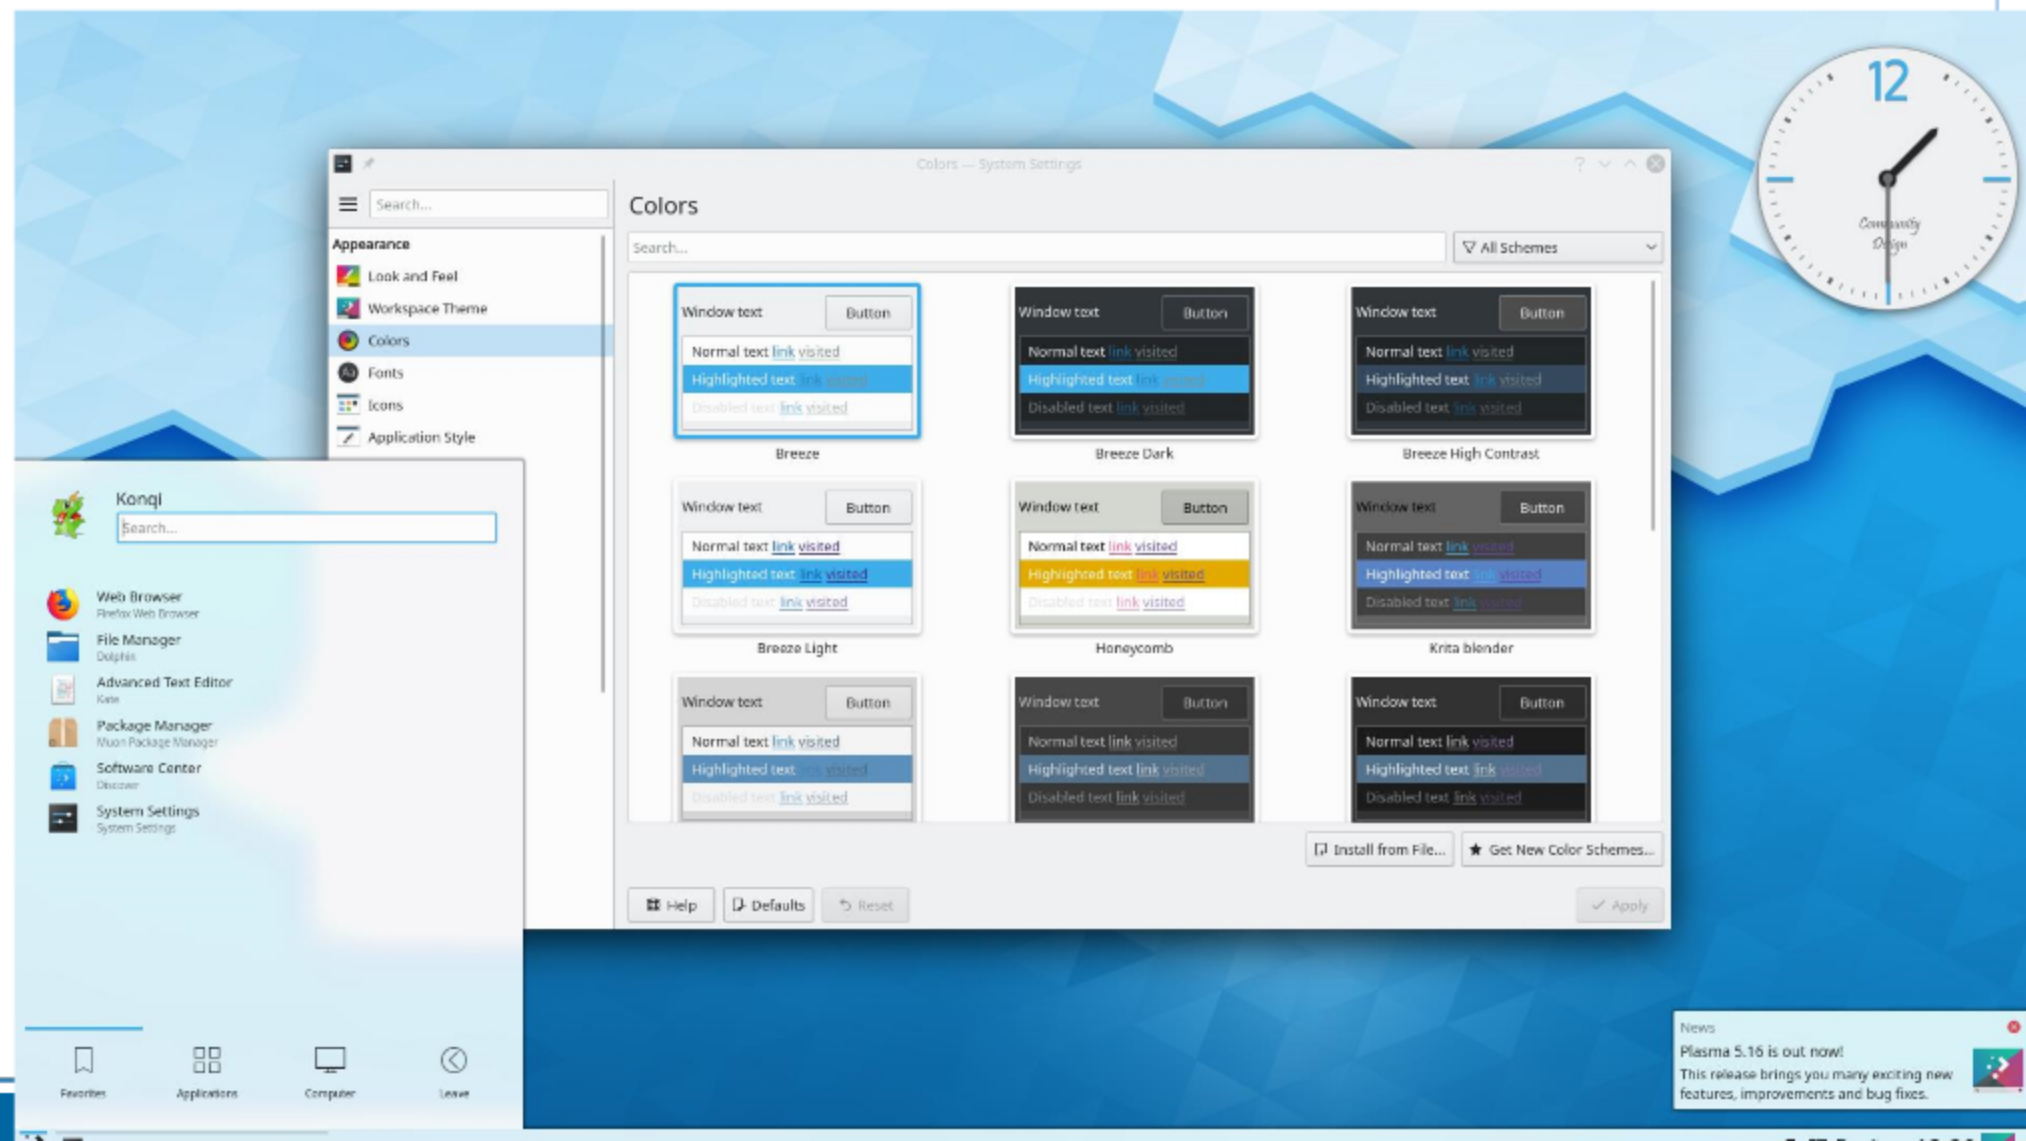 12
Community
Design
Colors — System Settings
Search...
Colors
Appearance
Search...
All Schemes
Look and Feel
Workspace Theme
Colors
Fonts
Icons
Application Style
Window text Button
Normal text link visited
Highlighted text link visited
Disabled text link visited
Breeze
Window text Button
Normal text link visited
Highlighted text link visited
Disabled text link visited
Breeze Dark
Window text Button
Normal text link visited
Highlighted text link visited
Disabled text link visited
Breeze High Contrast
Window text Button
Normal text link visited
Highlighted text link visited
Disabled text link visited
Breeze Light
Window text Button
Normal text link visited
Highlighted text link visited
Disabled text link visited
Honeycomb
Window text Button
Normal text link visited
Highlighted text link visited
Disabled text link visited
Krita blender
Window text Button
Normal text link visited
Highlighted text link visited
Disabled text link visited
Window text Button
Normal text link visited
Highlighted text link visited
Disabled text link visited
Window text Button
Normal text link visited
Highlighted text link visited
Disabled text link visited
Install from File...
Get New Color Schemes...
Help
Defaults
Reset
Apply
Konqi
Search...
Web Browser
Firefox Web Browser
File Manager
Dolphin
Advanced Text Editor
Kate
Package Manager
Muon Package Manager
Software Center
Discover
System Settings
System Settings
Favorites
Applications
Computer
Leave
News
Plasma 5.16 is out now!
This release brings you many exciting new
features, improvements and bug fixes.